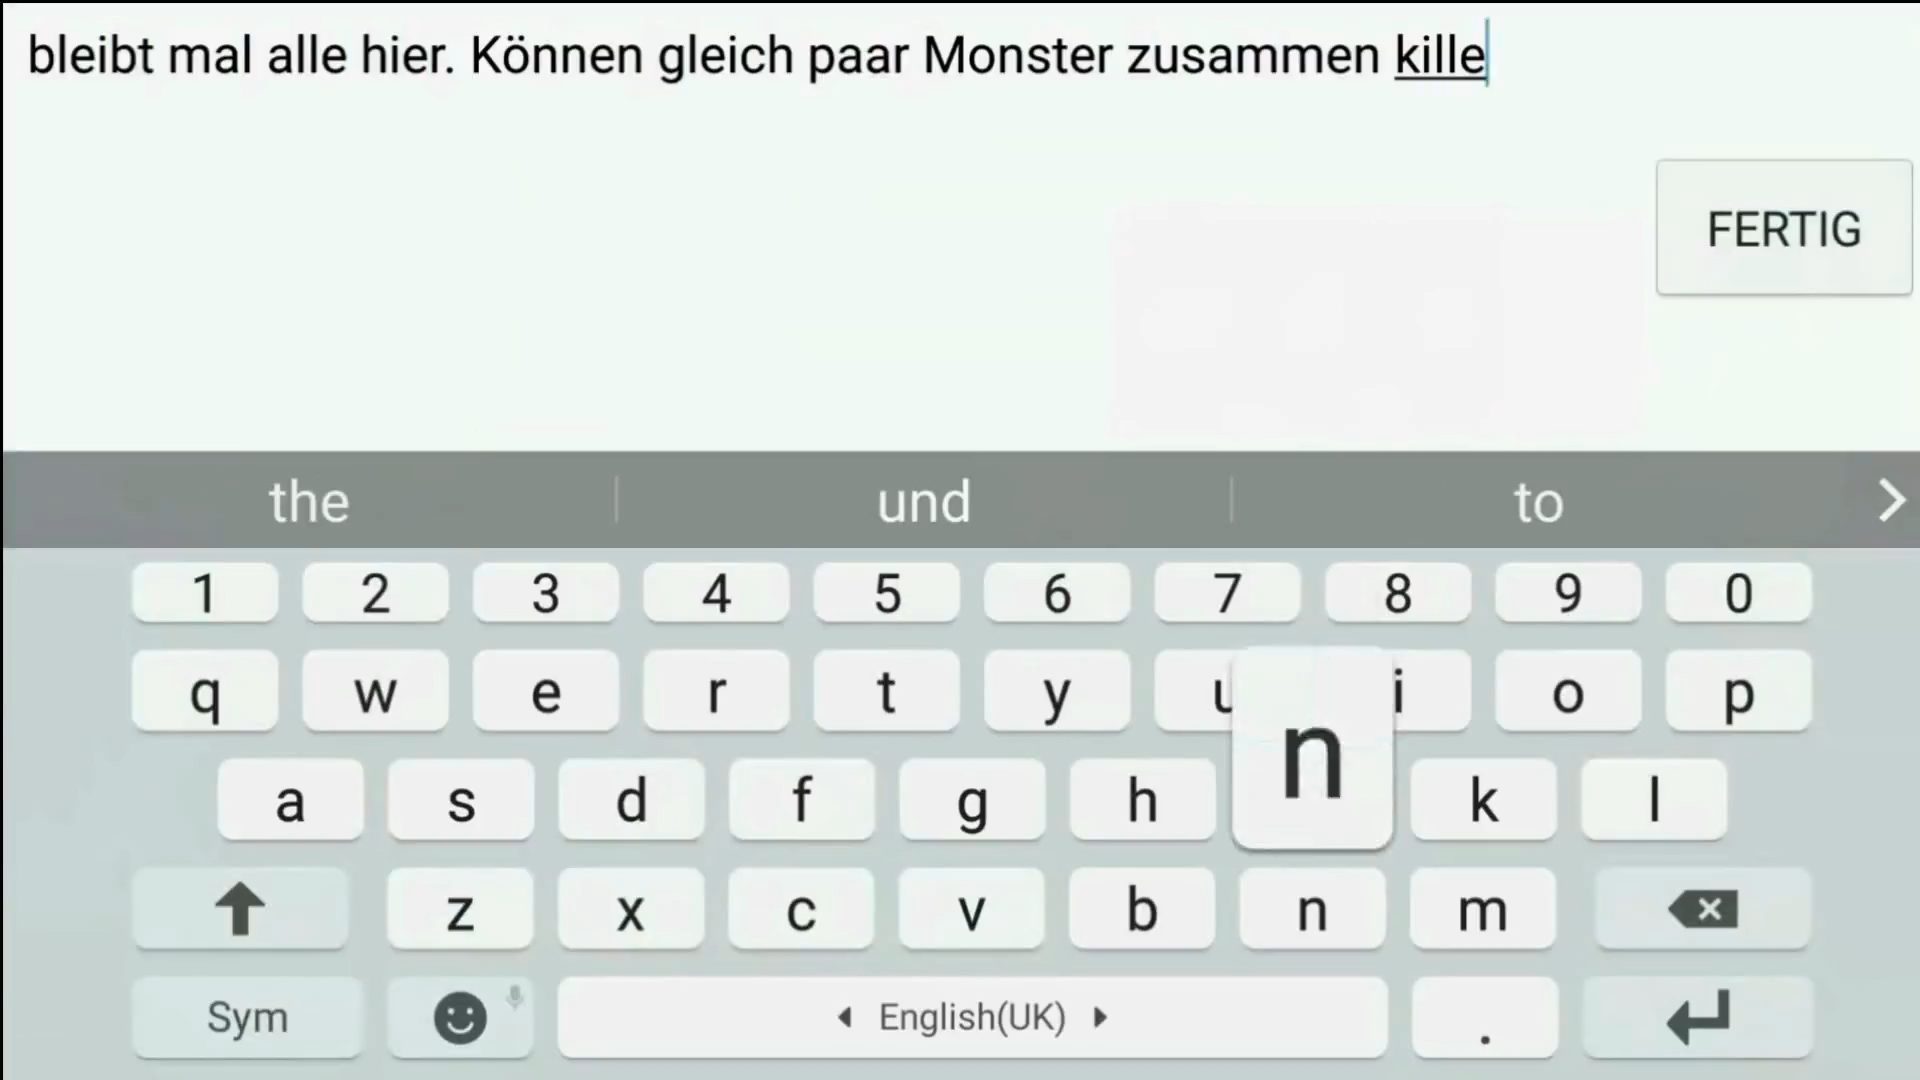 bleibt mal alle hier. Können gleich paar Monster zusammen kille
FERTIG
the und to
1 2 3 4 5 6 7 8 9 0
q w e r t y u i o p
a s d f g h n k l
z x c v b n m
Sym English(UK) .